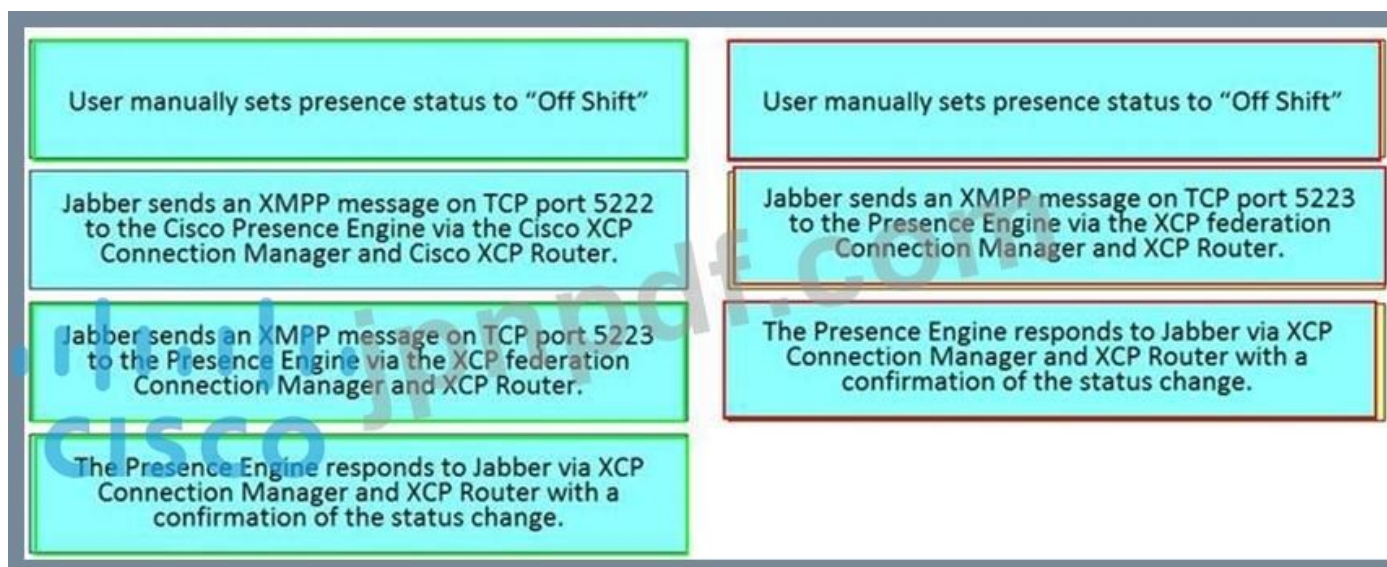 User manually sets presence status to “Off Shift”
Jabber sends an XMPP message on TCP port 5222
to the Cisco Presence Engine via the Cisco XCP
Connection Manager and Cisco XCP Router.
Jabber sends an XMPP message on TCP port 5223
to the Presence Engine via the XCP federation
Connection Manager and XCP Router.
The Presence Engine responds to Jabber via XCP
Connection Manager and XCP Router with a
confirmation of the status change.
User manually sets presence status to “Off Shift”
Jabber sends an XMPP message on TCP port 5223
to the Presence Engine via the XCP federation
Connection Manager and XCP Router.
The Presence Engine responds to Jabber via XCP
Connection Manager and XCP Router with a
confirmation of the status change.
CISCO
jpnpdf.com